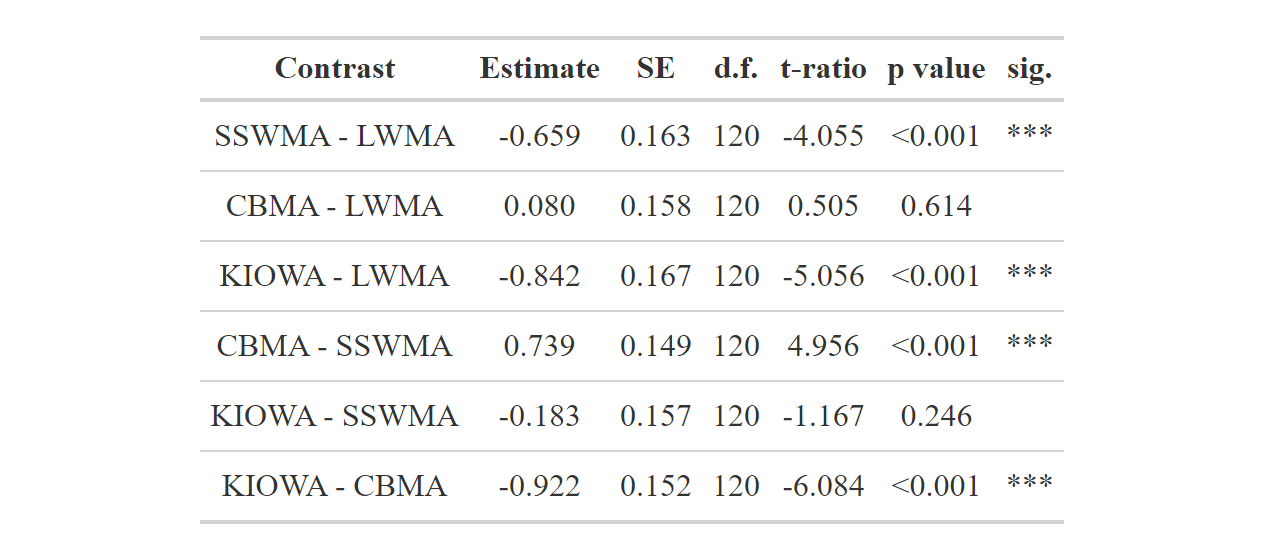 Contrast Estimate SE d.f. t-ratio p value sig.
SSWMA - LWMA -0.659 0.163 120 -4.055 <0.001 ***
CBMA - LWMA 0.080 0.158 120 0.505 0.614
KIOWA - LWMA -0.842 0.167 120 -5.056 <0.001 ***
CBMA - SSWMA 0.739 0.149 120 4.956 <0.001 ***
KIOWA - SSWMA -0.183 0.157 120 -1.167 0.246
KIOWA - CBMA -0.922 0.152 120 -6.084 <0.001 ***